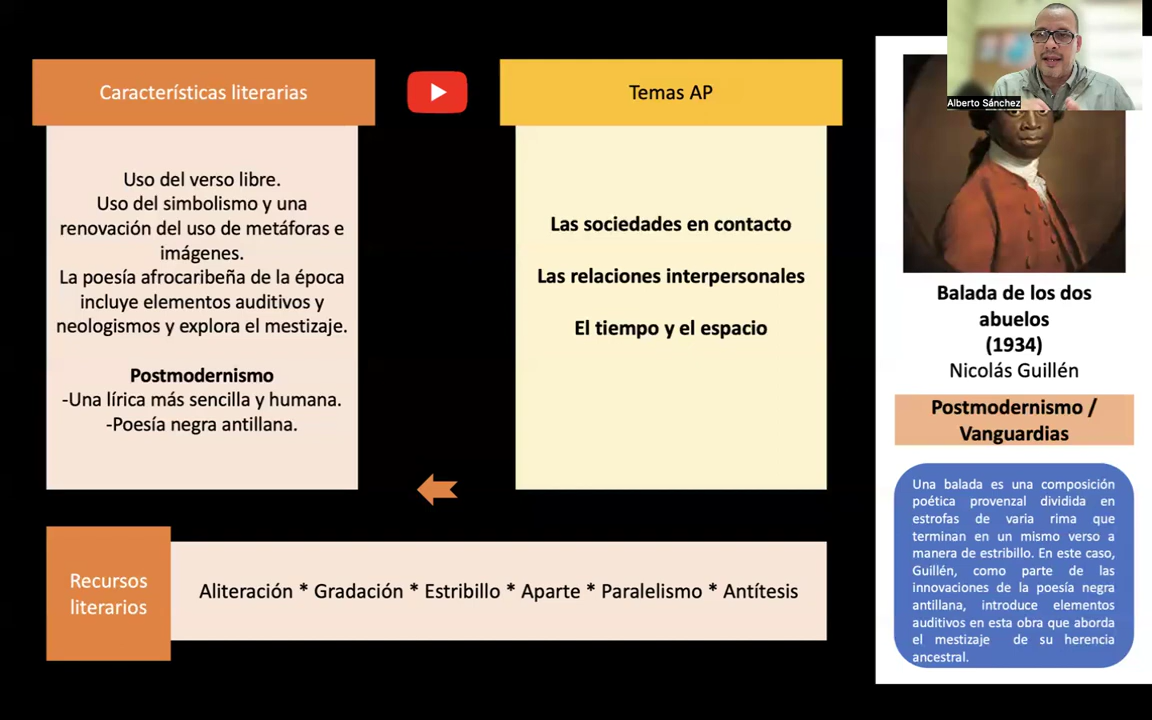 Características literarias
Uso del verso libre.
Uso del simbolismo y una
renovación del uso de metáforas e
imágenes.
La poesía afrocaribeña de la época
incluye elementos auditivos y
neologismos y explora el mestizaje.
Postmodernismo
-Una lírica más sencilla y humana.
-Poesía negra antillana.
Temas AP
Las sociedades en contacto
Las relaciones interpersonales
El tiempo y el espacio
Recursos
literarios
Aliteración * Gradación * Estribillo * Aparte * Paralelismo * Antítesis
Alberto Sánchez
Balada de los dos
abuelos
(1934)
Nicolás Guillén
Postmodernismo /
Vanguardias
Una balada es una composición
poética provenzal dividida en
estrofas de varia rima que
terminan en un mismo verso a
manera de estribillo. En este caso,
Guillén, como parte de las
innovaciones de la poesía negra
antillana, introduce elementos
auditivos en esta obra que aborda
el mestizaje de su herencia
ancestral.